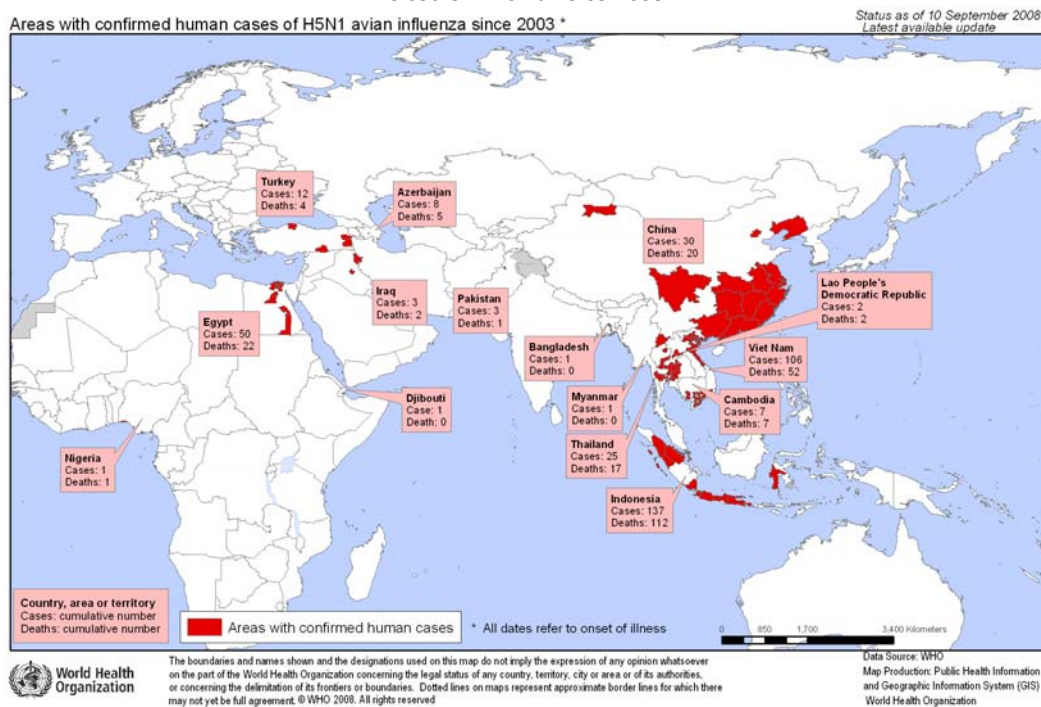 Areas with confirmed human cases of H5N1 avian influenza since 2003 *
Status as of 10 September 2008
Latest available update
Turkey
Cases: 12
Deaths: 4
Azerbaijan
Cases: 8
Deaths: 5
China
Cases: 30
Deaths: 20
Lao People's
Democratic Republic
Cases: 2
Deaths: 2
Iraq
Cases: 3
Deaths: 2
Pakistan
Cases: 3
Deaths: 1
Egypt
Cases: 50
Deaths: 22
Bangladesh
Cases: 1
Deaths: 0
Viet Nam
Cases: 106
Deaths: 52
Djibouti
Case: 1
Death: 0
Myanmar
Cases: 1
Deaths: 0
Cambodia
Cases: 7
Deaths: 7
Nigeria
Cases: 1
Deaths: 1
Thailand
Cases: 25
Deaths: 17
Indonesia
Cases: 137
Deaths: 112
Country, area or territory
Cases: cumulative number
Deaths: cumulative number
Areas with confirmed human cases
* All dates refer to onset of illness
0 850 1,700 3,400 Kilometers
World Health
Organization
The boundaries and names shown and the designations used on this map do not imply the expression of any opinion whatsoever
on the part of the World Health Organization concerning the legal status of any country, territory, city or area or of its authorities,
or concerning the delimitation of its frontiers or boundaries. Dotted lines on maps represent approximate border lines for which there
may not yet be full agreement. © WHO 2008. All rights reserved
Data Source: WHO
Map Production: Public Health Information
and Geographic Information System (GIS)
World Health Organization